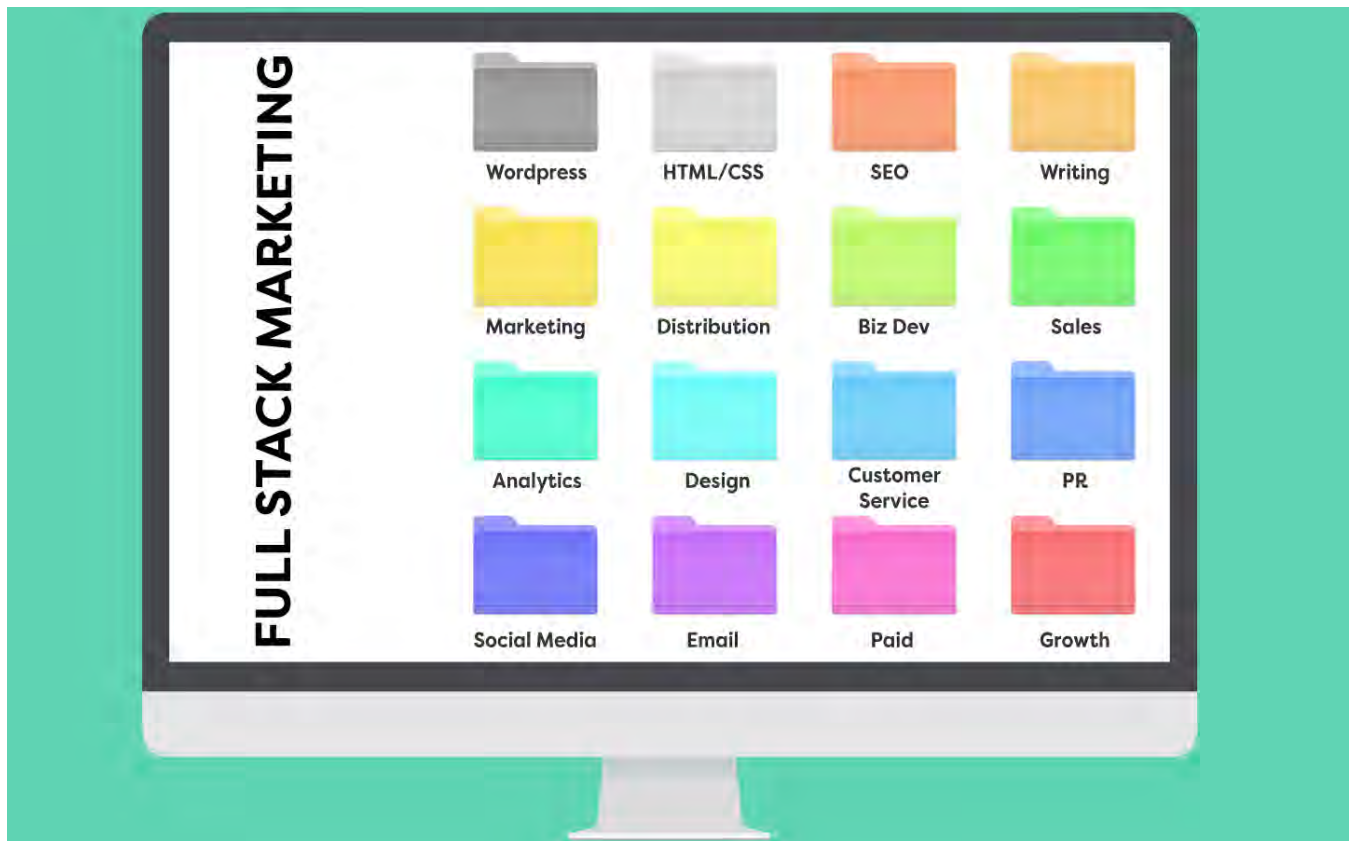 FULL STACK MARKETING
Wordpress
HTML/CSS
SEO
Writing
Marketing
Distribution
Biz Dev
Sales
Analytics
Design
Customer
Service
PR
Social Media
Email
Paid
Growth